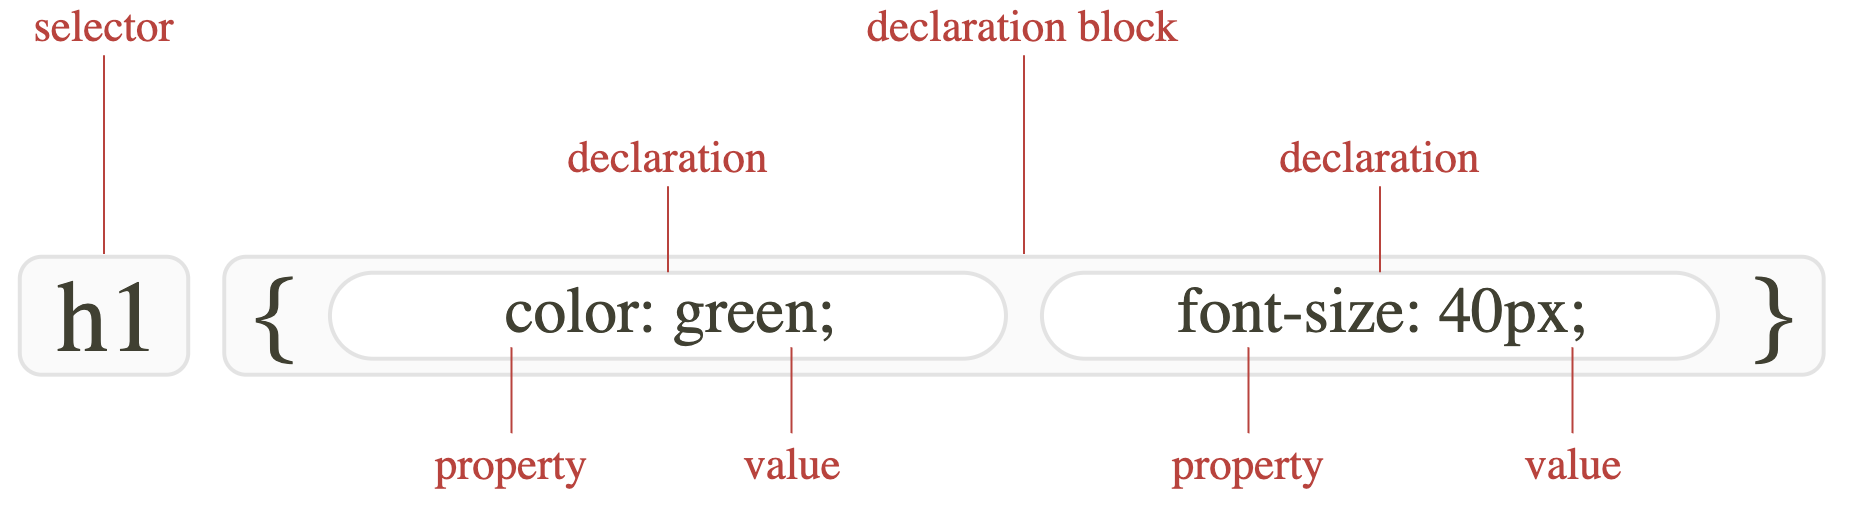 selector
declaration block
declaration
declaration
h1 { color: green; font-size: 40px; }
property
value
property
value